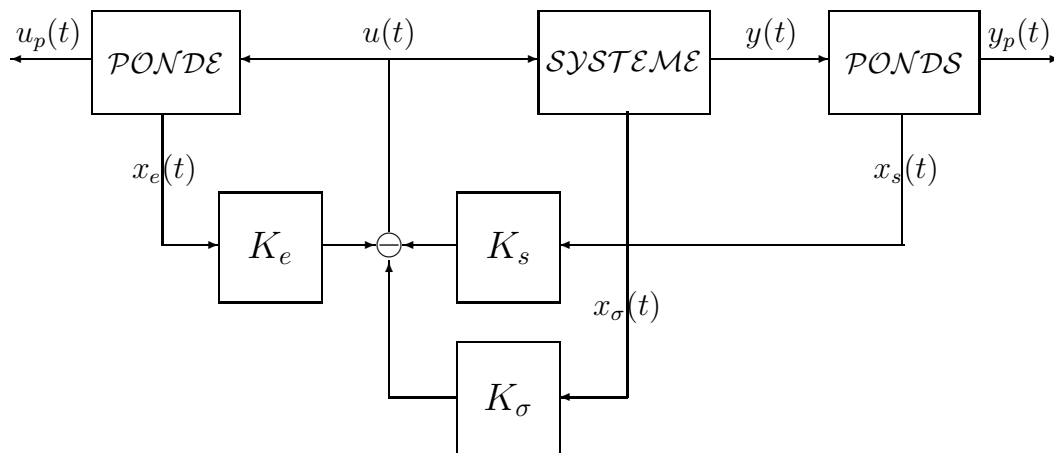 u_p(t) PONDE u(t) SYSTEME y(t) PONDS y_p(t)
x_e(t) x_s(t)
K_e K_s
x_σ(t)
K_σ